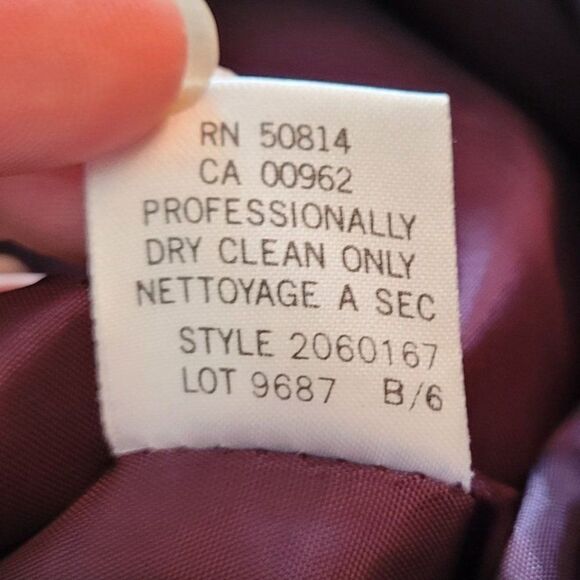 RN 50814
CA 00962
PROFESSIONALLY
DRY CLEAN ONLY
NETTOYAGE A SEC
STYLE 2060167
LOT 9687 B/6